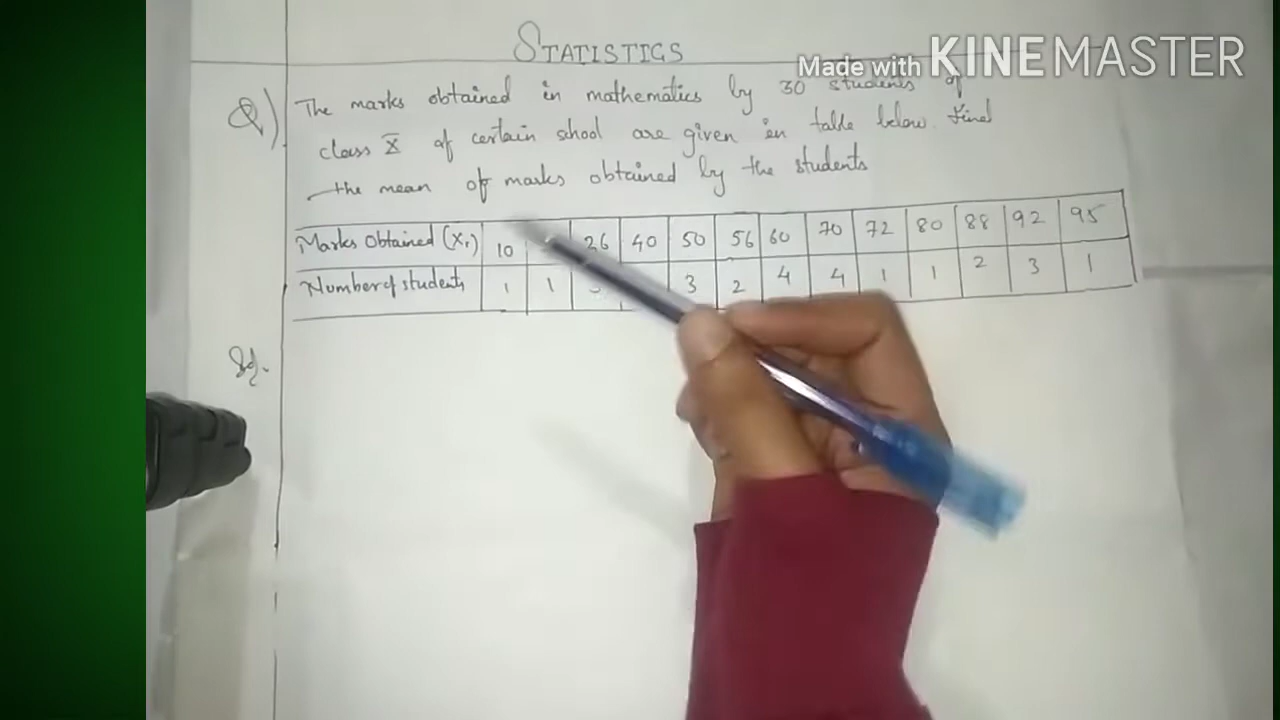 STATISTICS
Made with KINEMASTER
Q) The marks obtained in mathematics by 30 students of
class X of certain school are given in table below. Find
the mean of marks obtained by the students
Marks Obtained (Xi) 10 36 40 50 56 60 70 72 80 88 92 95
Number of students 1 1 3 2 4 4 1 1 2 3 1
Sol.